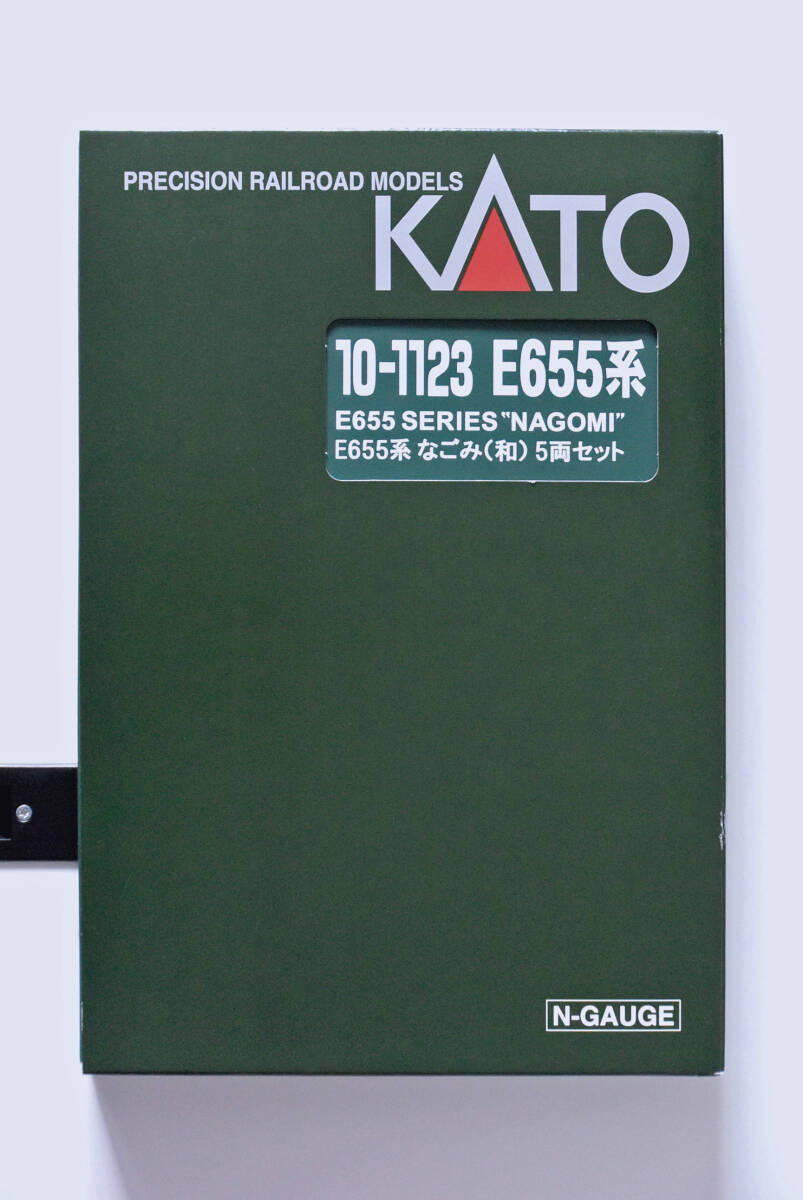 PRECISION RAILROAD MODELS
KATO
10-1123 E655系
E655 SERIES "NAGOMI"
E655系 なごみ(和) 5両セット
N-GAUGE